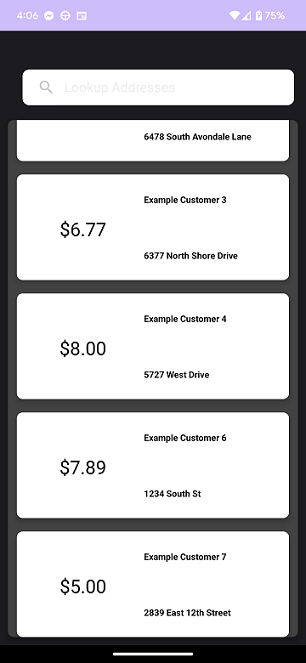 4:06
75%
Lookup Addresses
6478 South Avondale Lane
Example Customer 3
$6.77
6377 North Shore Drive
Example Customer 4
$8.00
5727 West Drive
Example Customer 6
$7.89
1234 South St
Example Customer 7
$5.00
2839 East 12th Street